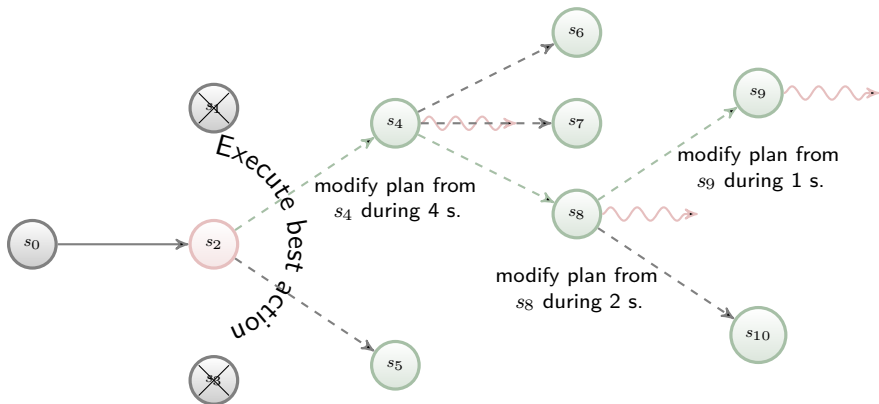 s6
s1
s9
s4
s7
Execute best action
modify plan from
s9 during 1 s.
modify plan from
s4 during 4 s.
s8
s0
s2
modify plan from
s8 during 2 s.
s10
s5
s3